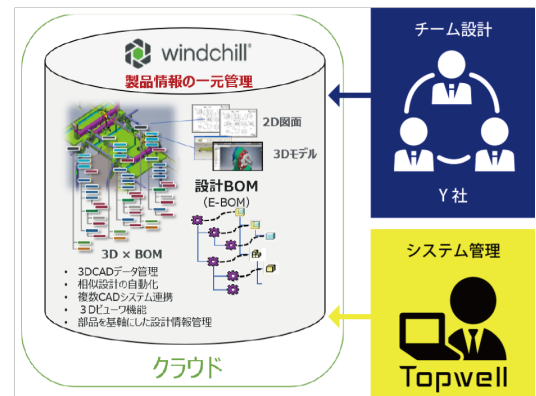 windchill®
製品情報の一元管理
2D図面
3Dモデル
設計BOM
(E-BOM)
3D × BOM
• 3DCADデータ管理
• 相似設計の自動化
• 複数CADシステム連携
• 3Dビューワ機能
• 部品を基軸にした設計情報管理
クラウド
チーム設計
Y社
システム管理
Topwell